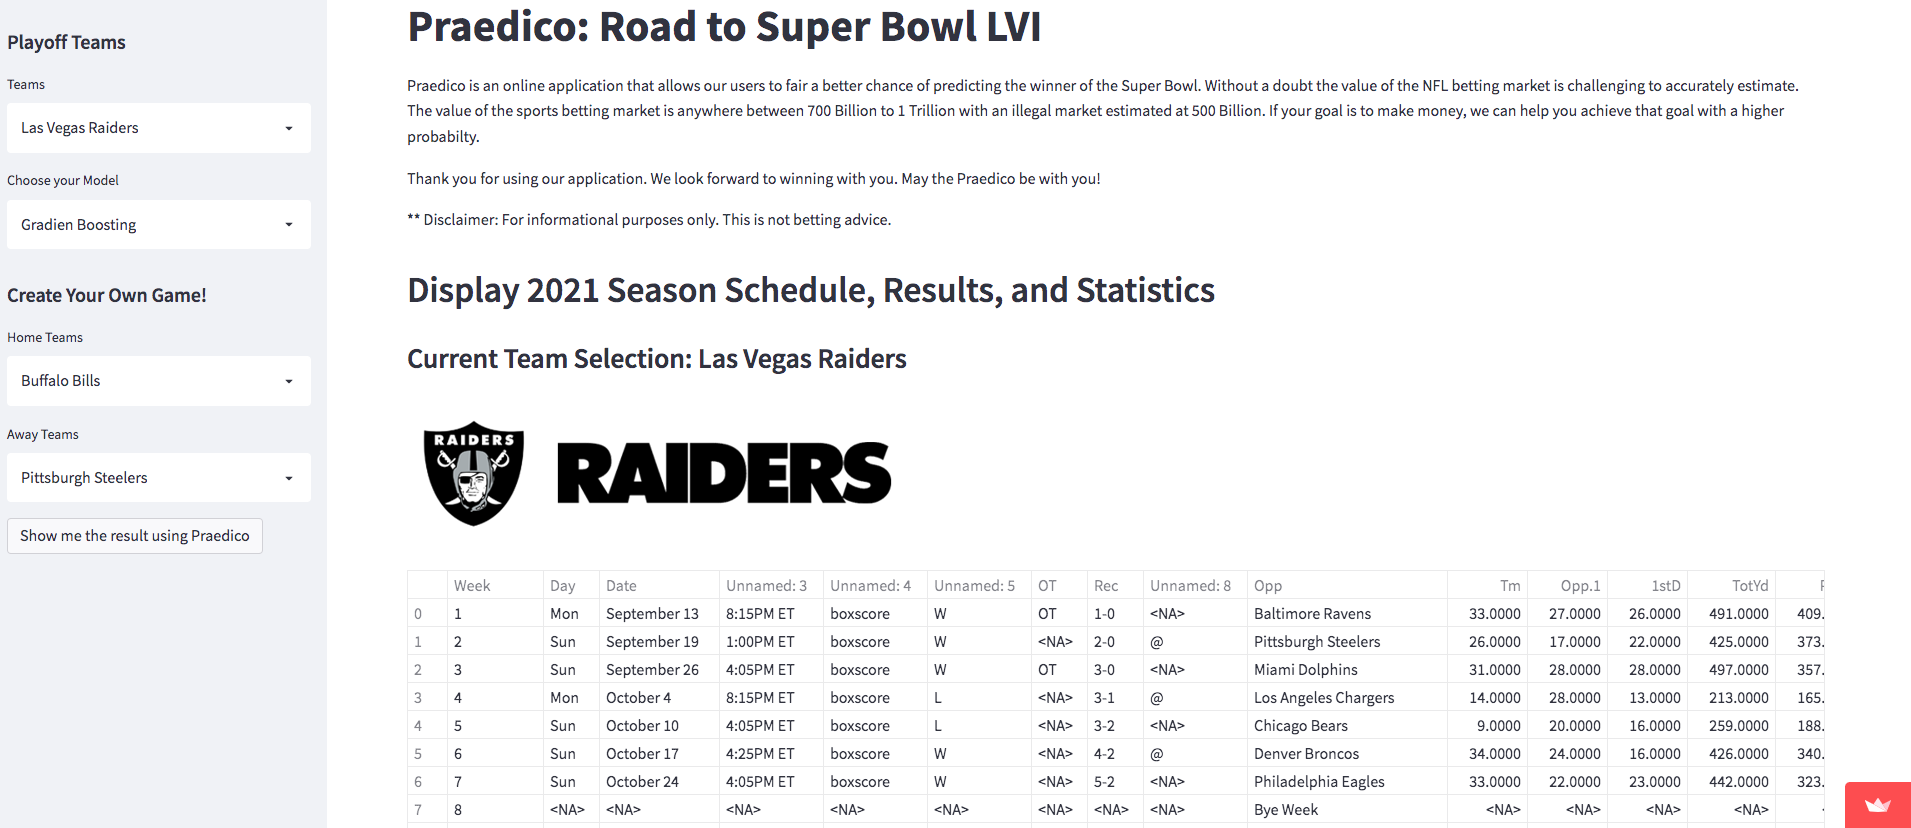 Playoff Teams
Teams
Las Vegas Raiders
Choose your Model
Gradien Boosting
Create Your Own Game!
Home Teams
Buffalo Bills
Away Teams
Pittsburgh Steelers
Show me the result using Praedico
Praedico: Road to Super Bowl LVI
Praedico is an online application that allows our users to fair a better chance of predicting the winner of the Super Bowl. Without a doubt the value of the NFL betting market is challenging to accurately estimate.
The value of the sports betting market is anywhere between 700 Billion to 1 Trillion with an illegal market estimated at 500 Billion. If your goal is to make money, we can help you achieve that goal with a higher
probabilty.
Thank you for using our application. We look forward to winning with you. May the Praedico be with you!
** Disclaimer: For informational purposes only. This is not betting advice.
Display 2021 Season Schedule, Results, and Statistics
Current Team Selection: Las Vegas Raiders
RAIDERS RAIDERS
Week Day Date Unnamed: 3 Unnamed: 4 Unnamed: 5 OT Rec Unnamed: 8 Opp Tm Opp.1 1stD TotYd
0 1 Mon September 13 8:15PM ET boxscore W OT 1-0 <NA> Baltimore Ravens 33.0000 27.0000 26.0000 491.0000 409.
1 2 Sun September 19 1:00PM ET boxscore W <NA> 2-0 @ Pittsburgh Steelers 26.0000 17.0000 22.0000 425.0000 373.
2 3 Sun September 26 4:05PM ET boxscore W OT 3-0 <NA> Miami Dolphins 31.0000 28.0000 28.0000 497.0000 357.
3 4 Mon October 4 8:15PM ET boxscore L <NA> 3-1 @ Los Angeles Chargers 14.0000 28.0000 13.0000 213.0000 165.
4 5 Sun October 10 4:05PM ET boxscore L <NA> 3-2 <NA> Chicago Bears 9.0000 20.0000 16.0000 259.0000 188.
5 6 Sun October 17 4:25PM ET boxscore W <NA> 4-2 @ Denver Broncos 34.0000 24.0000 16.0000 426.0000 340.
6 7 Sun October 24 4:05PM ET boxscore W <NA> 5-2 <NA> Philadelphia Eagles 33.0000 22.0000 23.0000 442.0000 323.
7 8 <NA> <NA> <NA> <NA> <NA> <NA> <NA> <NA> Bye Week <NA> <NA> <NA> <NA>